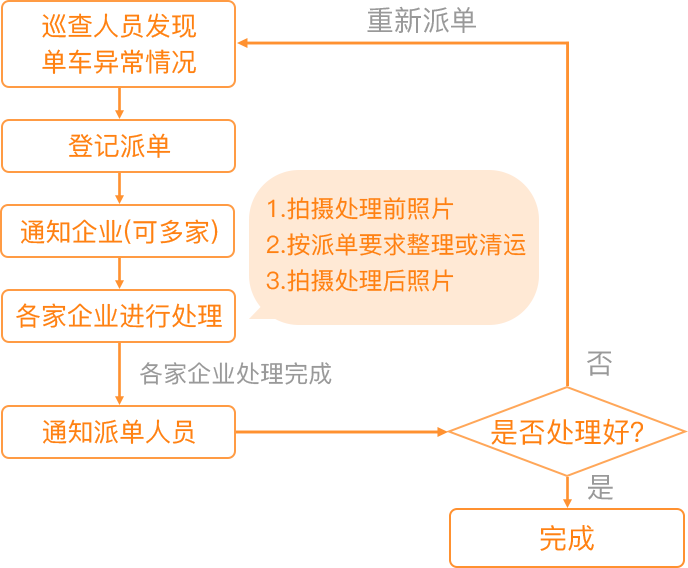 巡查人员发现
单车异常情况
重新派单
登记派单
通知企业(可多家)
1.拍摄处理前照片
2.按派单要求整理或清运
3.拍摄处理后照片
各家企业进行处理
各家企业处理完成
否
通知派单人员
是否处理好?
是
完成